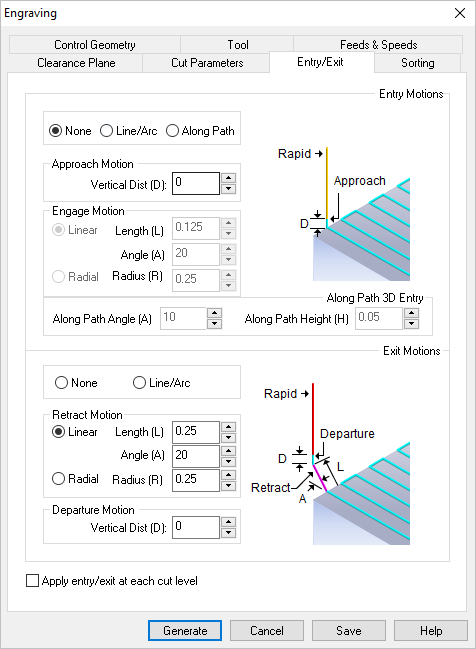 Engraving
Control Geometry Tool Feeds & Speeds
Clearance Plane Cut Parameters Entry/Exit Sorting
Entry Motions
None Line/Arc Along Path
Approach Motion
Vertical Dist (D): 0
Engage Motion
Linear Length (L) 0.125
Angle (A) 20
Radial Radius (R) 0.25
Rapid
Approach
D
Along Path 3D Entry
Along Path Angle (A) 10 Along Path Height (H) 0.05
Exit Motions
None Line/Arc
Retract Motion
Linear Length (L) 0.25
Angle (A) 20
Radial Radius (R) 0.25
Rapid
Departure
D
L
Retract
A
Departure Motion
Vertical Dist (D): 0
Apply entry/exit at each cut level
Generate Cancel Save Help